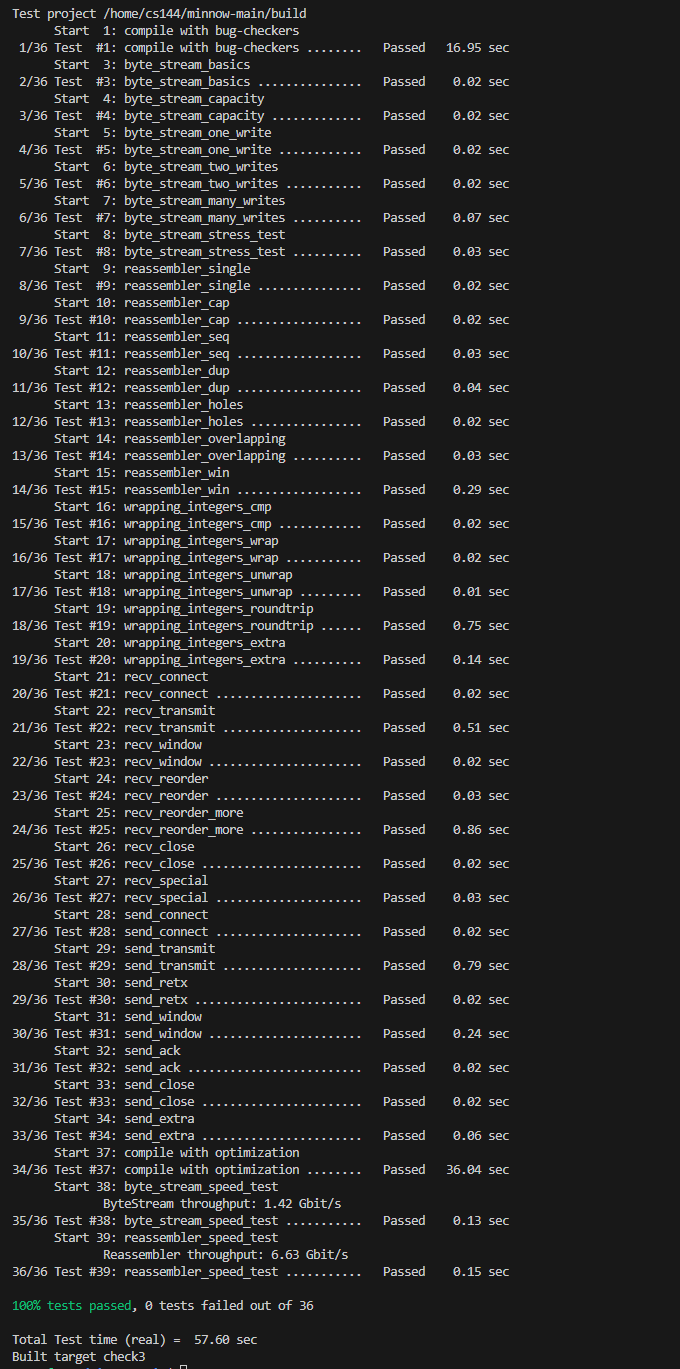 Test project /home/cs144/minnow-main/build
      Start  1: compile with bug-checkers
 1/36 Test  #1: compile with bug-checkers ........   Passed   16.95 sec
      Start  3: byte_stream_basics
 2/36 Test  #3: byte_stream_basics ...............   Passed    0.02 sec
      Start  4: byte_stream_capacity
 3/36 Test  #4: byte_stream_capacity .............   Passed    0.02 sec
      Start  5: byte_stream_one_write
 4/36 Test  #5: byte_stream_one_write ............   Passed    0.02 sec
      Start  6: byte_stream_two_writes
 5/36 Test  #6: byte_stream_two_writes ...........   Passed    0.02 sec
      Start  7: byte_stream_many_writes
 6/36 Test  #7: byte_stream_many_writes ..........   Passed    0.07 sec
      Start  8: byte_stream_stress_test
 7/36 Test  #8: byte_stream_stress_test ..........   Passed    0.03 sec
      Start  9: reassembler_single
 8/36 Test  #9: reassembler_single ...............   Passed    0.02 sec
      Start 10: reassembler_cap
 9/36 Test #10: reassembler_cap ..................   Passed    0.02 sec
      Start 11: reassembler_seq
10/36 Test #11: reassembler_seq ..................   Passed    0.03 sec
      Start 12: reassembler_dup
11/36 Test #12: reassembler_dup ..................   Passed    0.04 sec
      Start 13: reassembler_holes
12/36 Test #13: reassembler_holes ................   Passed    0.02 sec
      Start 14: reassembler_overlapping
13/36 Test #14: reassembler_overlapping ..........   Passed    0.03 sec
      Start 15: reassembler_win
14/36 Test #15: reassembler_win ..................   Passed    0.29 sec
      Start 16: wrapping_integers_cmp
15/36 Test #16: wrapping_integers_cmp ............   Passed    0.02 sec
      Start 17: wrapping_integers_wrap
16/36 Test #17: wrapping_integers_wrap ...........   Passed    0.02 sec
      Start 18: wrapping_integers_unwrap
17/36 Test #18: wrapping_integers_unwrap .........   Passed    0.01 sec
      Start 19: wrapping_integers_roundtrip
18/36 Test #19: wrapping_integers_roundtrip ......   Passed    0.75 sec
      Start 20: wrapping_integers_extra
19/36 Test #20: wrapping_integers_extra ..........   Passed    0.14 sec
      Start 21: recv_connect
20/36 Test #21: recv_connect .....................   Passed    0.02 sec
      Start 22: recv_transmit
21/36 Test #22: recv_transmit ....................   Passed    0.51 sec
      Start 23: recv_window
22/36 Test #23: recv_window ......................   Passed    0.02 sec
      Start 24: recv_reorder
23/36 Test #24: recv_reorder .....................   Passed    0.03 sec
      Start 25: recv_reorder_more
24/36 Test #25: recv_reorder_more ................   Passed    0.86 sec
      Start 26: recv_close
25/36 Test #26: recv_close .......................   Passed    0.02 sec
      Start 27: recv_special
26/36 Test #27: recv_special .....................   Passed    0.03 sec
      Start 28: send_connect
27/36 Test #28: send_connect .....................   Passed    0.02 sec
      Start 29: send_transmit
28/36 Test #29: send_transmit ....................   Passed    0.79 sec
      Start 30: send_retx
29/36 Test #30: send_retx ........................   Passed    0.02 sec
      Start 31: send_window
30/36 Test #31: send_window ......................   Passed    0.24 sec
      Start 32: send_ack
31/36 Test #32: send_ack .........................   Passed    0.02 sec
      Start 33: send_close
32/36 Test #33: send_close .......................   Passed    0.02 sec
      Start 34: send_extra
33/36 Test #34: send_extra .......................   Passed    0.06 sec
      Start 37: compile with optimization
34/36 Test #37: compile with optimization ........   Passed   36.04 sec
      Start 38: byte_stream_speed_test
             ByteStream throughput: 1.42 Gbit/s
35/36 Test #38: byte_stream_speed_test ...........   Passed    0.13 sec
      Start 39: reassembler_speed_test
             Reassembler throughput: 6.63 Gbit/s
36/36 Test #39: reassembler_speed_test ...........   Passed    0.15 sec

100% tests passed, 0 tests failed out of 36

Total Test time (real) =  57.60 sec
Built target check3